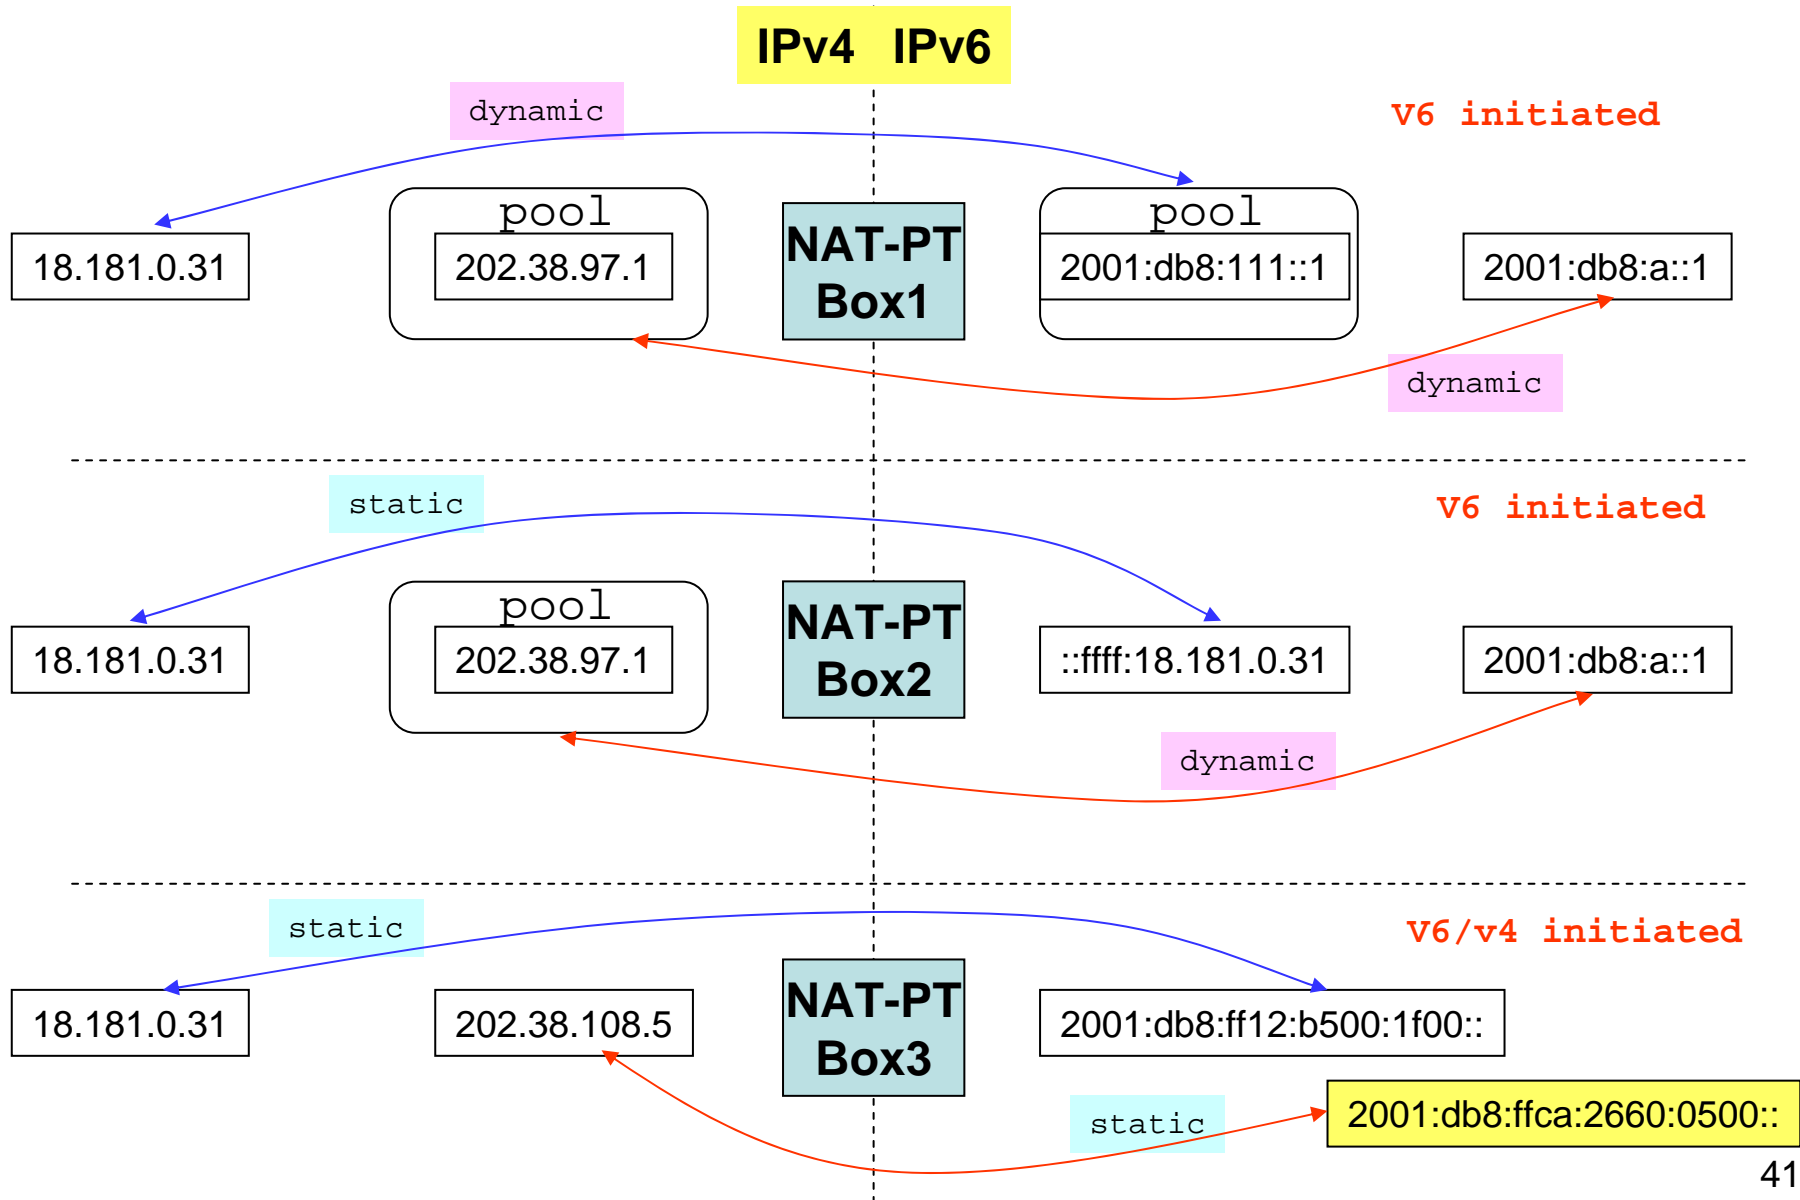 IPv4 IPv6
dynamic
V6 initiated
pool
pool
18.181.0.31
202.38.97.1
NAT-PT
Box1
2001:db8:111::1
2001:db8:a::1
dynamic
static
V6 initiated
pool
18.181.0.31
202.38.97.1
NAT-PT
Box2
::ffff:18.181.0.31
2001:db8:a::1
dynamic
static
V6/v4 initiated
18.181.0.31
202.38.108.5
NAT-PT
Box3
2001:db8:ff12:b500:1f00::
static
2001:db8:ffca:2660:0500::
41